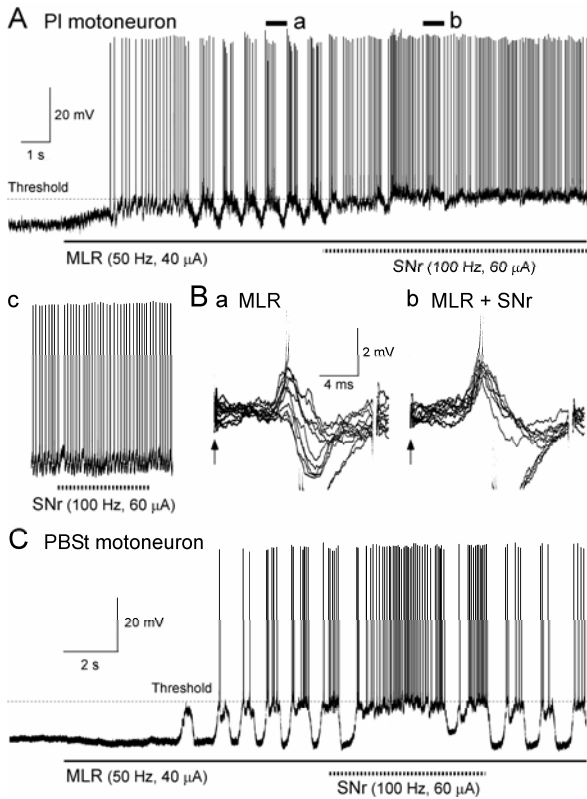 A PI motoneuron
a
b
20 mV
1 s
Threshold
MLR (50 Hz, 40 µA)
SNr (100 Hz, 60 µA)
c
SNr (100 Hz, 60 µA)
B a MLR
b MLR + SNr
2 mV
4 ms
C PBSt motoneuron
20 mV
2 s
Threshold
MLR (50 Hz, 40 µA)
SNr (100 Hz, 60 µA)